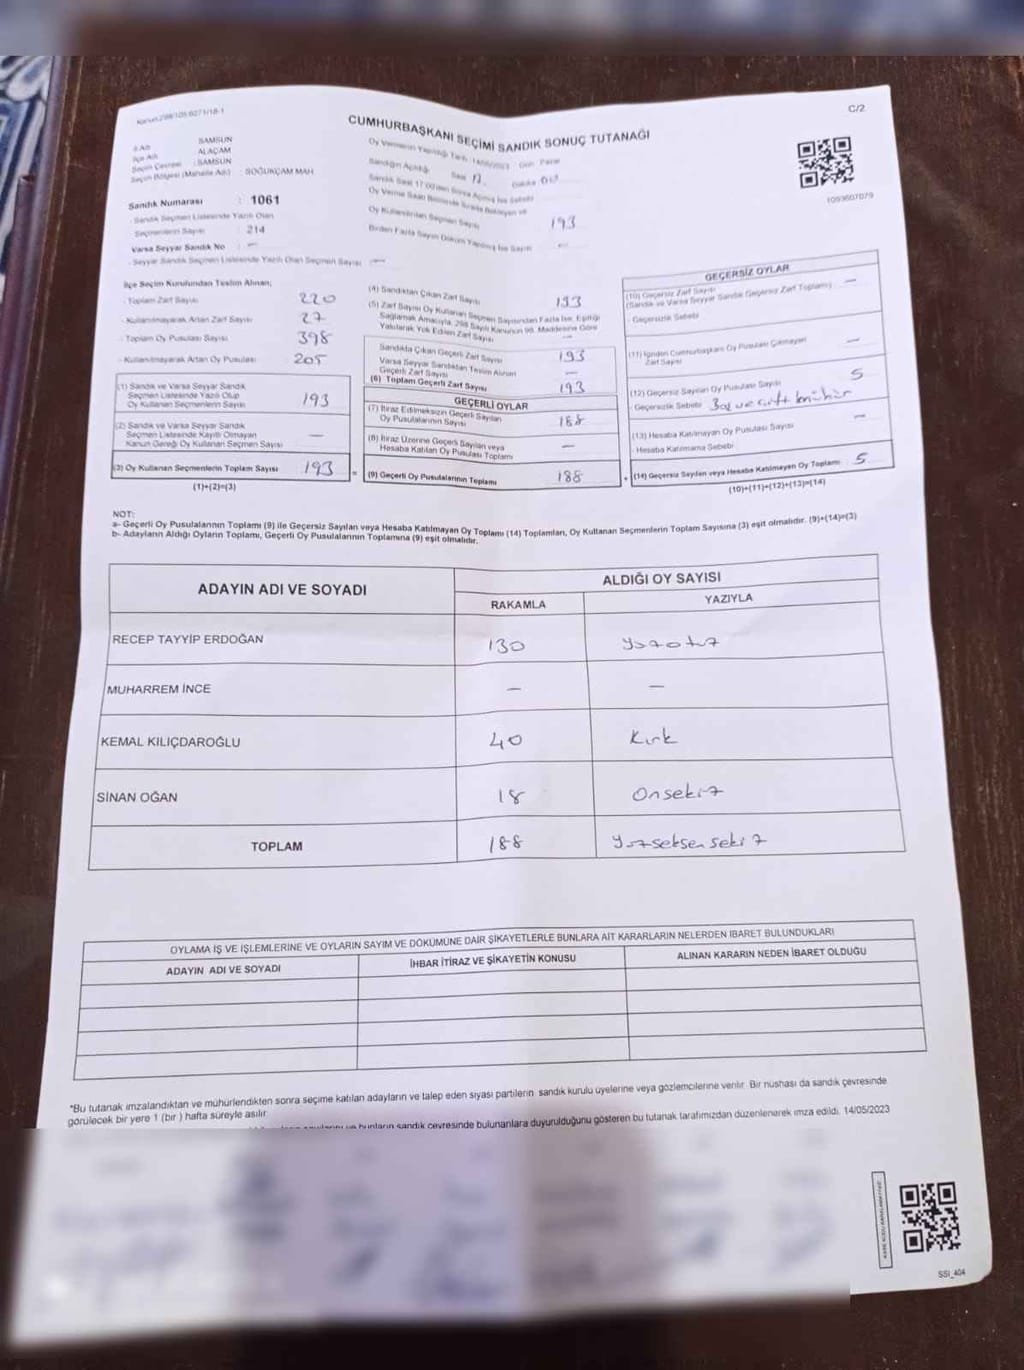 Kanun:298/105:6271/18-1
C/2
CUMHURBAŞKANI SEÇİMİ SANDIK SONUÇ TUTANAĞI
İl Adı : SAMSUN
İlçe Adı : ALAÇAM
Seçim Çevresi : SAMSUN
Seçim Bölgesi (Mahalle Adı) : SOĞUKÇAM MAH
Sandık Numarası : 1061
Sandık Seçmen Listesinde Yazılı Olan
Seçmenlerin Sayısı : 214
Varsa Seyyar Sandık No : —
- Seyyar Sandık Seçmen Listesinde Yazılı Olan Seçmen Sayısı : —
Oy Vermenin Yapıldığı Tarih : 14/05/2023 Gün : Pazar
Sandığın Açıldığı Saat 17 Dakika 00
Sandık Saat 17.00'den Sonra Açılmış İse Sebebi
Oy Verme Saati Bitiminde Sırada Bekleyen ve
Oy Kullandırılan Seçmen Sayısı 193
Birden Fazla Sayım Döküm Yapılmış İse Sayısı —
1093607079
İlçe Seçim Kurulundan Teslim Alınan;
- Toplam Zarf Sayısı 220
- Kullanılmayarak Artan Zarf Sayısı 27
- Toplam Oy Pusulası Sayısı 398
- Kullanılmayarak Artan Oy Pusulası 205
(1) Sandık ve Varsa Seyyar Sandık
Seçmen Listesinde Yazılı Olup
Oy Kullanan Seçmenlerin Sayısı 193
(2) Sandık ve Varsa Seyyar Sandık
Seçmen Listesinde Kayıtlı Olmayan
Kanun Gereği Oy Kullanan Seçmen Sayısı —
(3) Oy Kullanan Seçmenlerin Toplam Sayısı 193 =
(1)+(2)=(3)
(4) Sandıktan Çıkan Zarf Sayısı 193
(5) Zarf Sayısı Oy Kullanan Seçmen Sayısından Fazla İse, Eşitliği
Sağlamak Amacıyla, 298 Sayılı Kanunun 98. Maddesine Göre
Yakılarak Yok Edilen Zarf Sayısı —
Sandıkta Çıkan Geçerli Zarf Sayısı 193
Varsa Seyyar Sandıktan Teslim Alınan
Geçerli Zarf Sayısı —
(6) Toplam Geçerli Zarf Sayısı 193
GEÇERLİ OYLAR
(7) İtiraz Edilmeksizin Geçerli Sayılan
Oy Pusulalarının Sayısı 188
(8) İtiraz Üzerine Geçerli Sayılan veya
Hesaba Katılan Oy Pusulası Toplamı —
(9) Geçerli Oy Pusulalarının Toplamı 188 +
GEÇERSİZ OYLAR
(10) Geçersiz Zarf Sayısı
(Sandık ve Varsa Seyyar Sandık Geçersiz Zarf Toplamı) —
- Geçersizlik Sebebi
(11) İçinden Cumhurbaşkanı Oy Pusulası Çıkmayan
Zarf Sayısı —
(12) Geçersiz Sayılan Oy Pusulası Sayısı 5
- Geçersizlik Sebebi Boş ve çift mühür
(13) Hesaba Katılmayan Oy Pusulası Sayısı —
- Hesaba Katılmama Sebebi
(14) Geçersiz Sayılan veya Hesaba Katılmayan Oy Toplamı 5
(10)+(11)+(12)+(13)=(14)
NOT:
a- Geçerli Oy Pusulalarının Toplamı (9) ile Geçersiz Sayılan veya Hesaba Katılmayan Oy Toplamı (14) Toplamları, Oy Kullanan Seçmenlerin Toplam Sayısına (3) eşit olmalıdır. (9)+(14)=(3)
b- Adayların Aldığı Oyların Toplamı, Geçerli Oy Pusulalarının Toplamına (9) eşit olmalıdır.
ADAYIN ADI VE SOYADI ALDIĞI OY SAYISI
RAKAMLA YAZIYLA
RECEP TAYYİP ERDOĞAN 130 yüzotuz
MUHARREM İNCE — —
KEMAL KILIÇDAROĞLU 40 Kırk
SİNAN OĞAN 18 Onsekiz
TOPLAM 188 yüzseksensekiz
OYLAMA İŞ VE İŞLEMLERİNE VE OYLARIN SAYIM VE DÖKÜMÜNE DAİR ŞİKAYETLERLE BUNLARA AİT KARARLARIN NELERDEN İBARET BULUNDUKLARI
ADAYIN ADI VE SOYADI İHBAR İTİRAZ VE ŞİKAYETİN KONUSU ALINAN KARARIN NEDEN İBARET OLDUĞU
*Bu tutanak imzalandıktan ve mühürlendikten sonra seçime katılan adayların ve talep eden siyasi partilerin sandık kurulu üyelerine veya gözlemcilerine verilir. Bir nüshası da sandık çevresinde
görülecek bir yere 1 (bir) hafta süreyle asılır.
ve bunların sandık çevresinde bulunanlara duyurulduğunu gösteren bu tutanak tarafımızdan düzenlenerek imza edildi. 14/05/2023
SSI_404